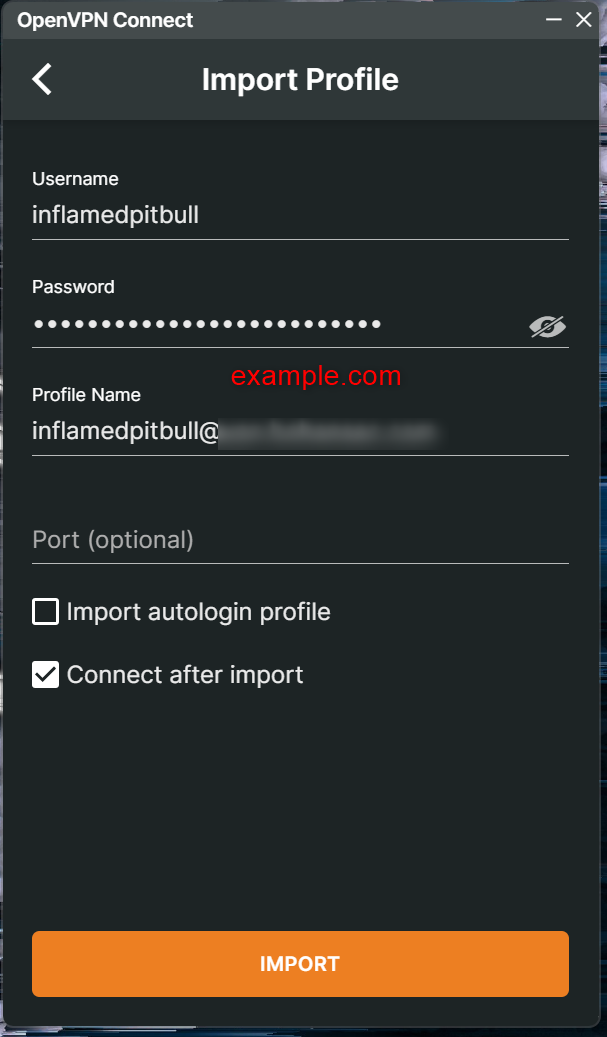 OpenVPN Connect
Import Profile
Username
inflamedpitbull
Password
••••••••••••••••••••••••••
example.com
Profile Name
inflamedpitbull@
Port (optional)
Import autologin profile
Connect after import
IMPORT